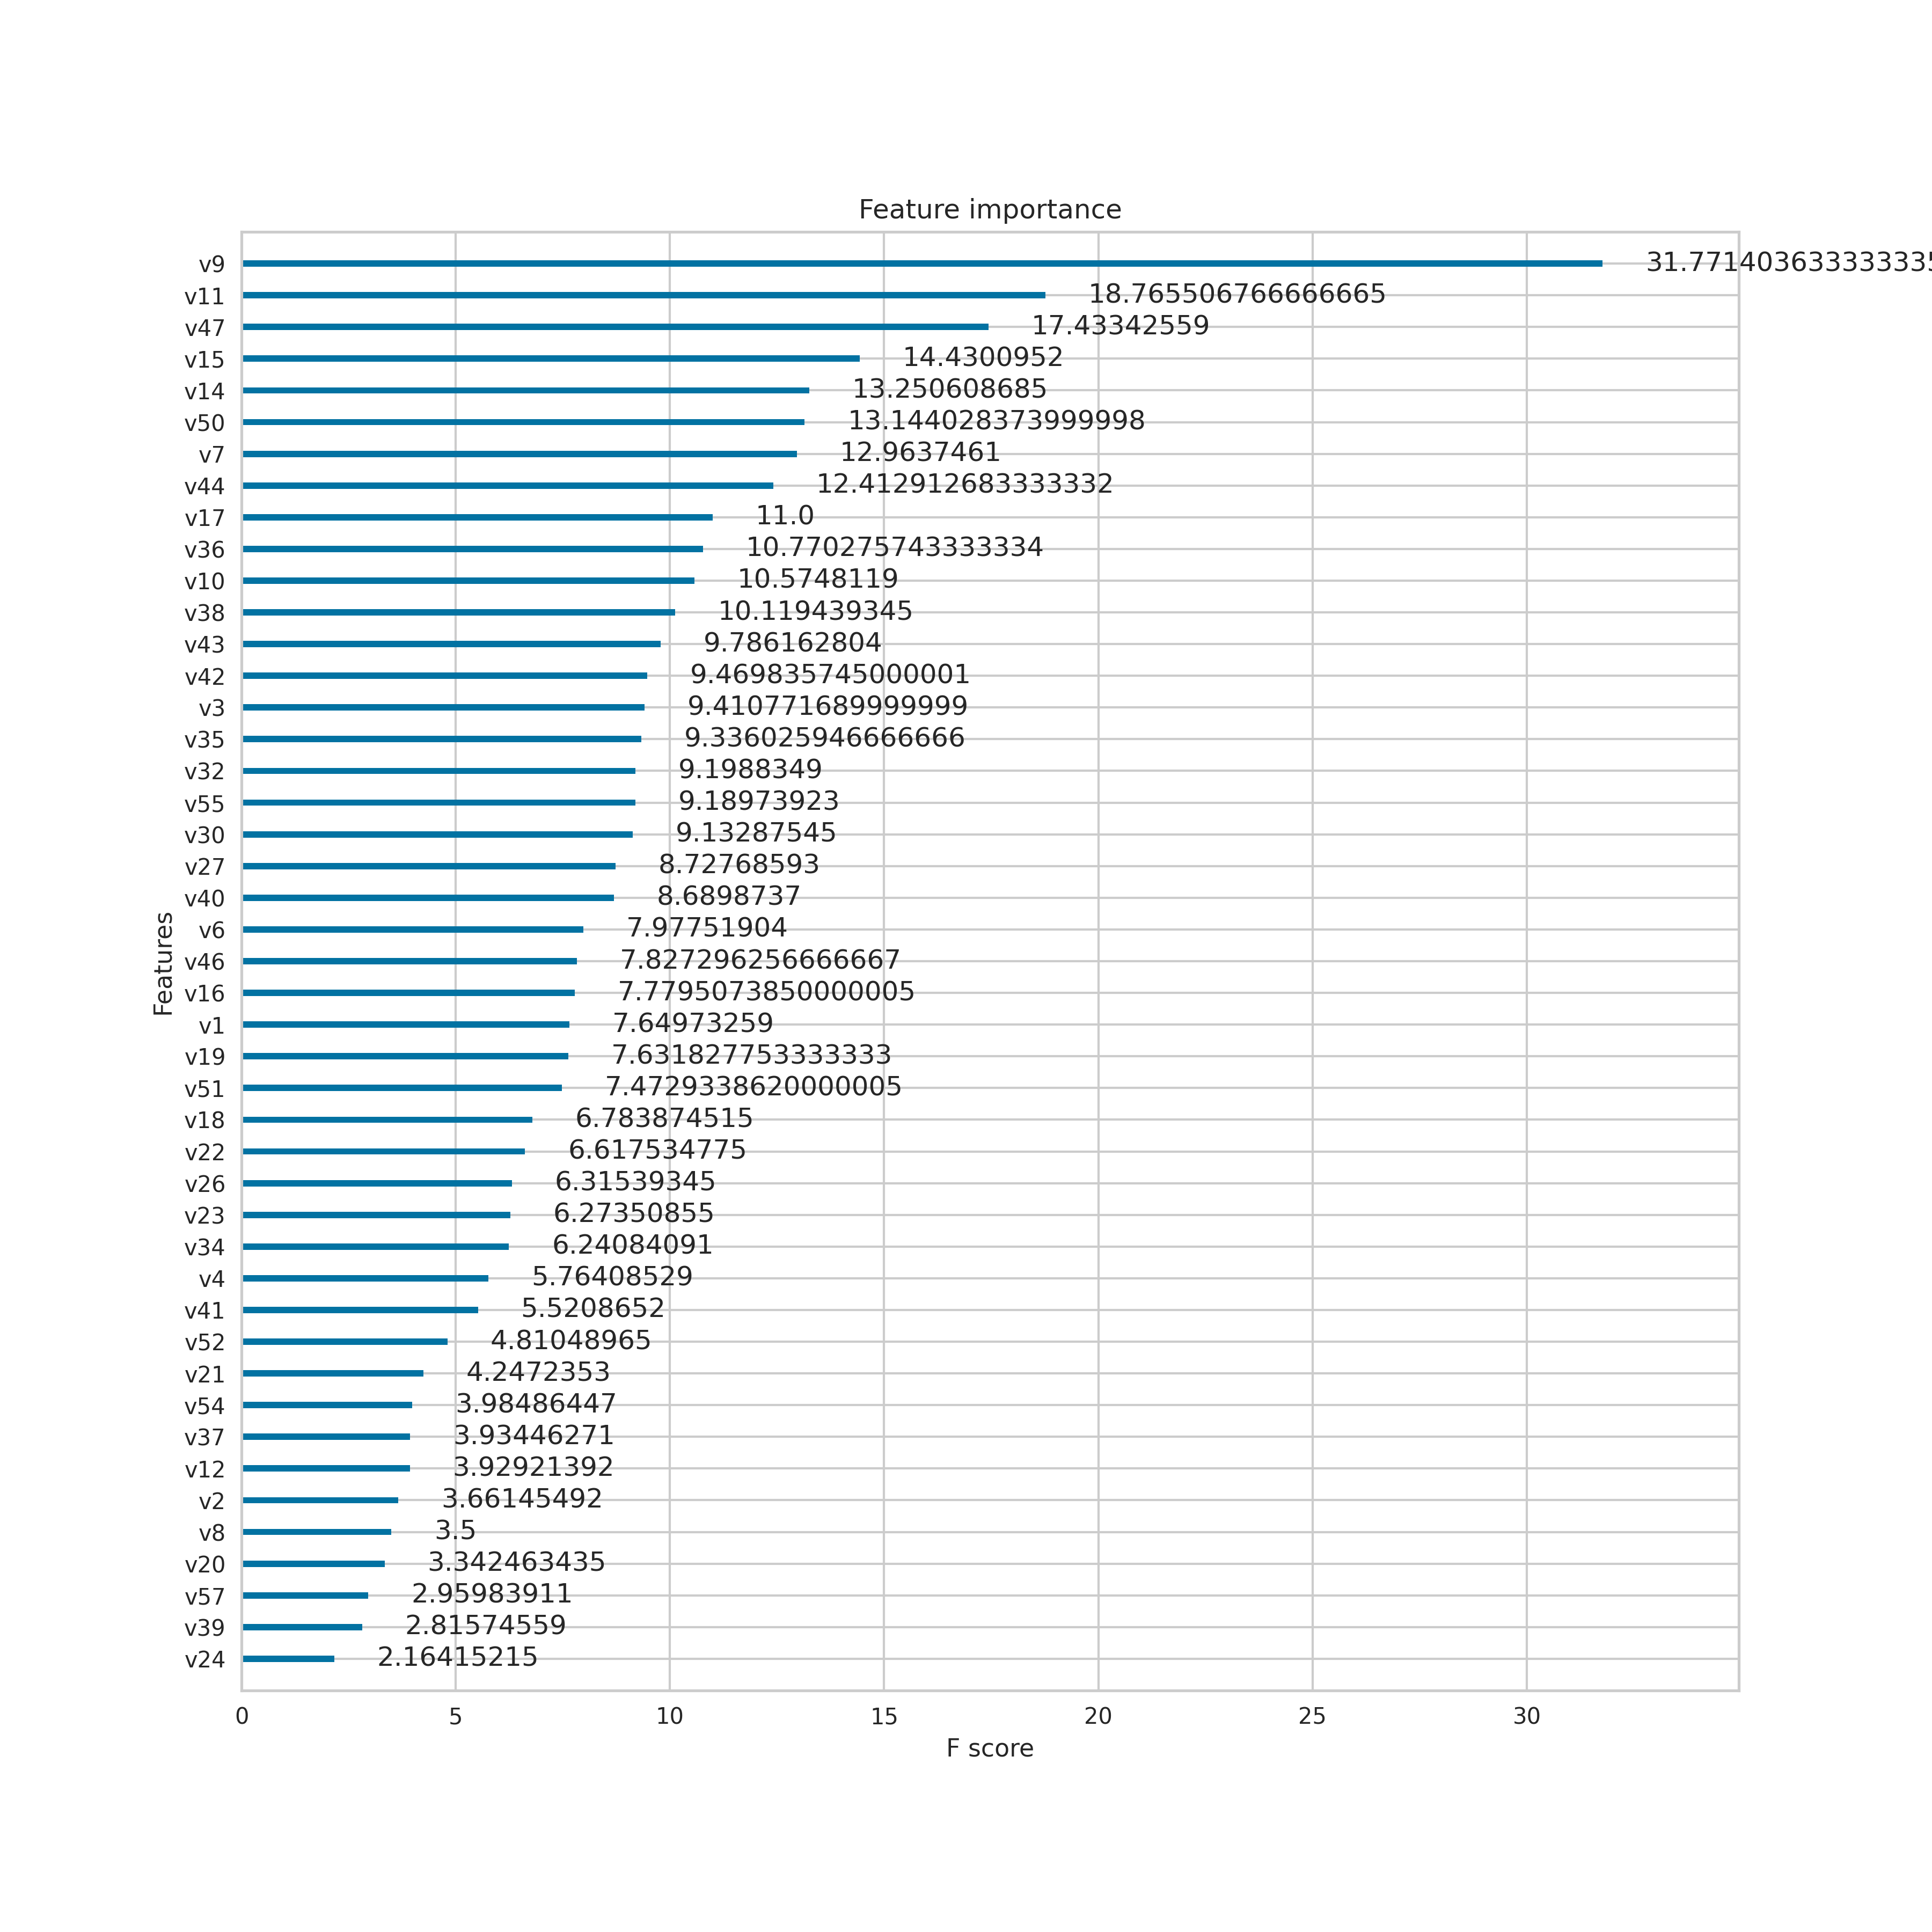 Feature importance
v9 31.771403633333335
v11 18.765506766666665
v47 17.43342559
v15 14.4300952
v14 13.250608685
v50 13.144028373999998
v7 12.9637461
v44 12.412912683333332
v17 11.0
v36 10.770275743333334
v10 10.5748119
v38 10.119439345
v43 9.786162804
v42 9.469835745000001
v3 9.410771689999999
v35 9.336025946666666
v32 9.1988349
v55 9.18973923
v30 9.13287545
v27 8.72768593
v40 8.6898737
v6 7.97751904
v46 7.827296256666667
v16 7.7795073850000005
v1 7.64973259
v19 7.631827753333333
v51 7.4729338620000005
v18 6.783874515
v22 6.617534775
v26 6.31539345
v23 6.27350855
v34 6.24084091
v4 5.76408529
v41 5.5208652
v52 4.81048965
v21 4.2472353
v54 3.98486447
v37 3.93446271
v12 3.92921392
v2 3.66145492
v8 3.5
v20 3.342463435
v57 2.95983911
v39 2.81574559
v24 2.16415215
Features
0 5 10 15 20 25 30
F score